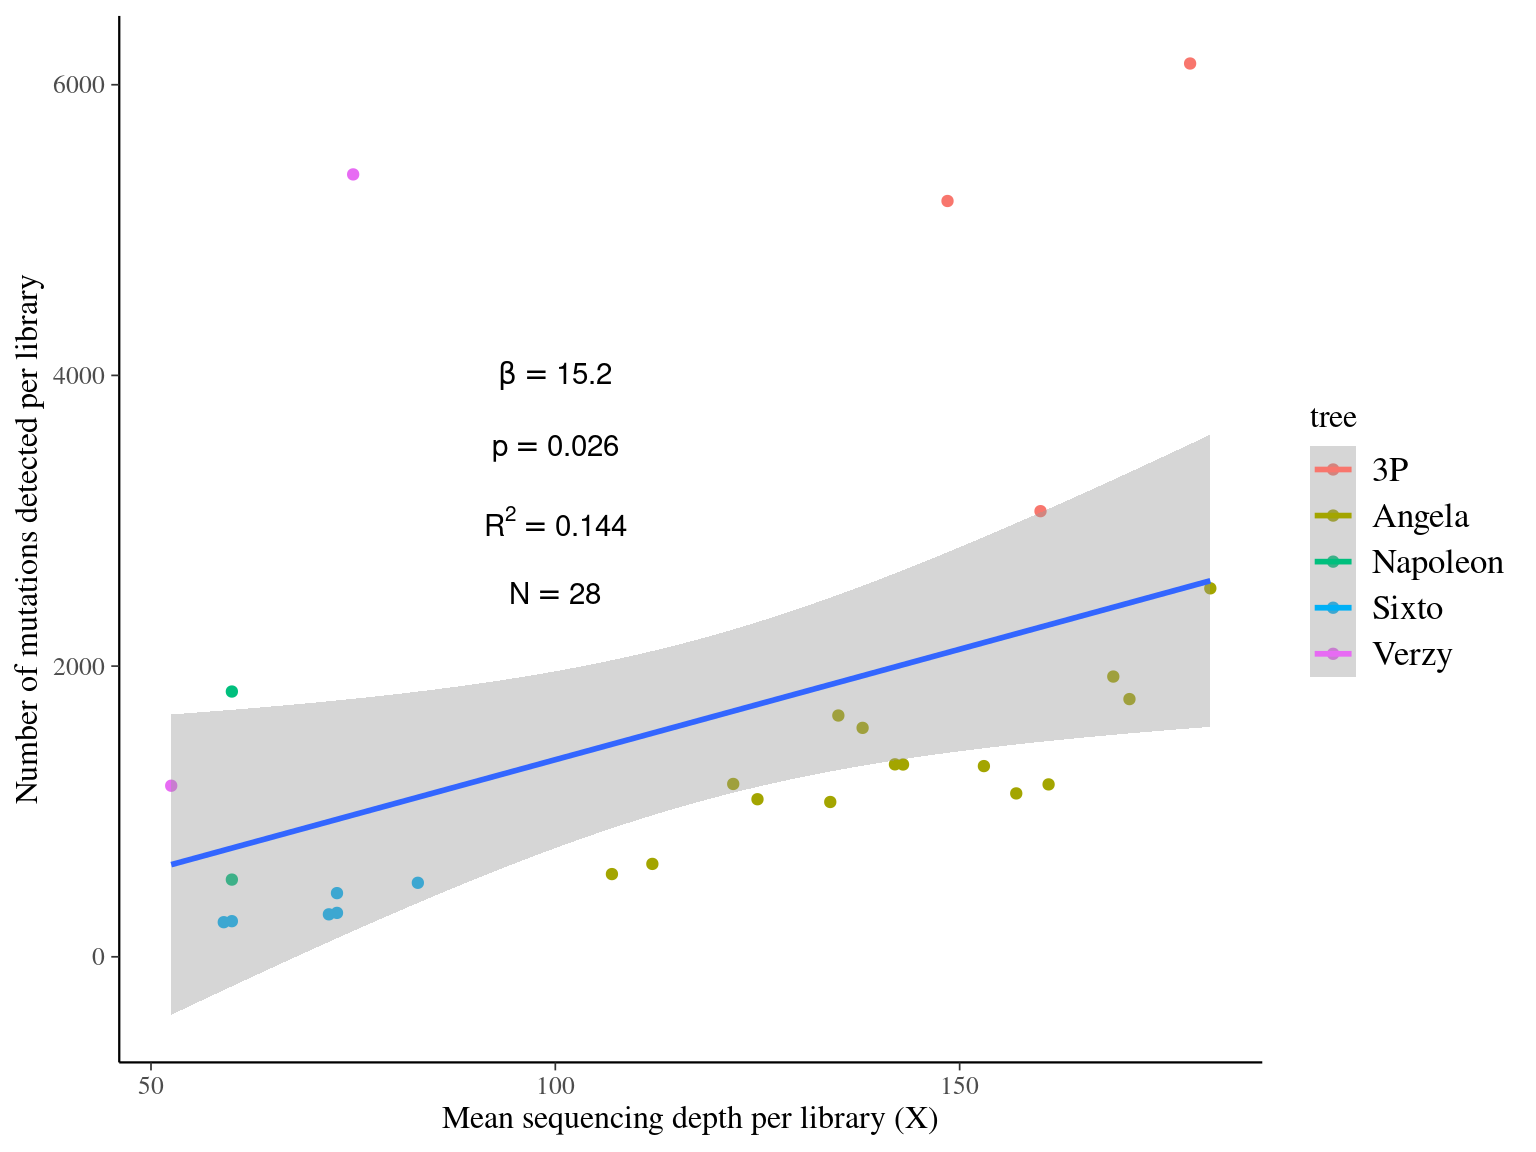 Number of mutations detected per library
6000
4000
2000
0
β = 15.2
p = 0.026
R² = 0.144
N = 28
50 100 150
Mean sequencing depth per library (X)
tree
3P
Angela
Napoleon
Sixto
Verzy